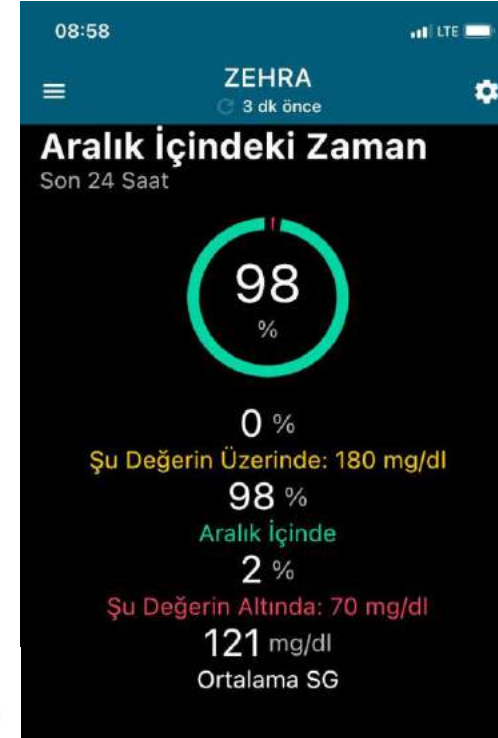 08:58
LTE
ZEHRA
3 dk önce
Aralık İçindeki Zaman
Son 24 Saat
98
%
0 %
Şu Değerin Üzerinde: 180 mg/dl
98 %
Aralık İçinde
2 %
Şu Değerin Altında: 70 mg/dl
121 mg/dl
Ortalama SG